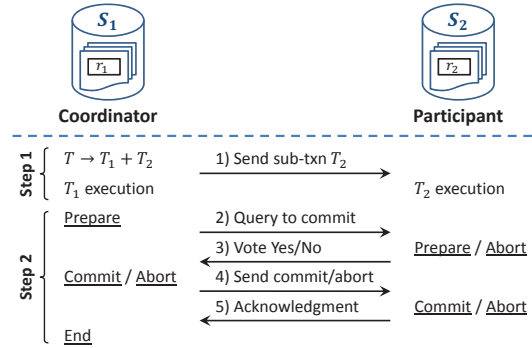 S1 S2
r1 r2
Coordinator Participant
Step 1
T → T1 + T2 1) Send sub-txn T2
T1 execution T2 execution
Step 2
Prepare 2) Query to commit
3) Vote Yes/No Prepare / Abort
Commit / Abort 4) Send commit/abort
5) Acknowledgment Commit / Abort
End